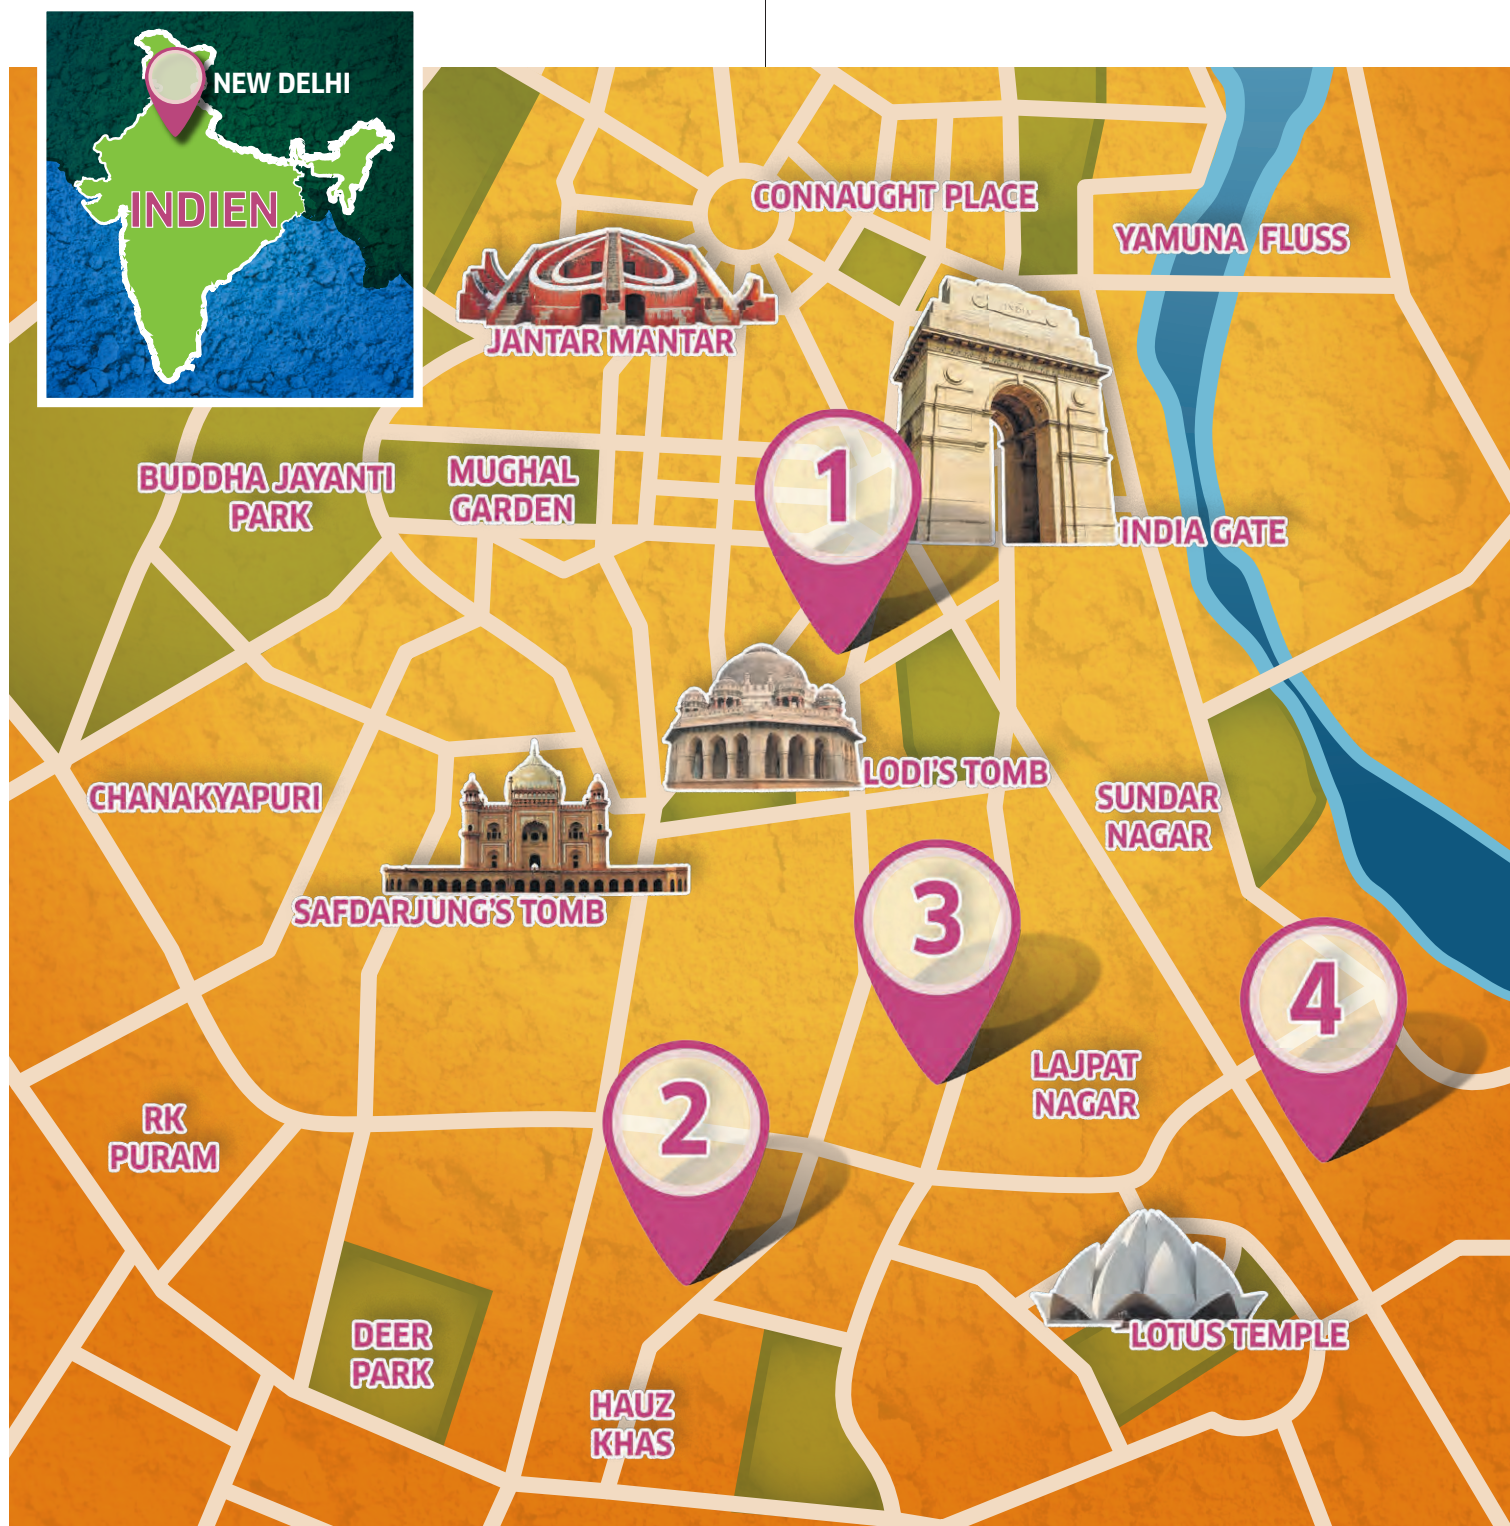 NEW DELHI
INDIEN
CONNAUGHT PLACE
YAMUNA FLUSS
JANTAR MANTAR
INDIA
BUDDHA JAYANTI
PARK
MUGHAL
GARDEN
1
INDIA GATE
LODI'S TOMB
CHANAKYAPURI
SUNDAR
NAGAR
SAFDARJUNG'S TOMB
3
4
LAJPAT
NAGAR
2
RK
PURAM
LOTUS TEMPLE
DEER
PARK
HAUZ
KHAS